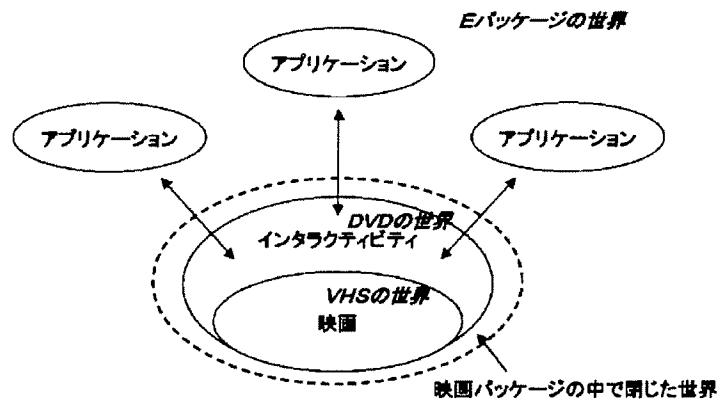 Eパッケージの世界
アプリケーション
アプリケーション
アプリケーション
DVDの世界
インタラクティビティ
VHSの世界
映画
映画パッケージの中で閉じた世界